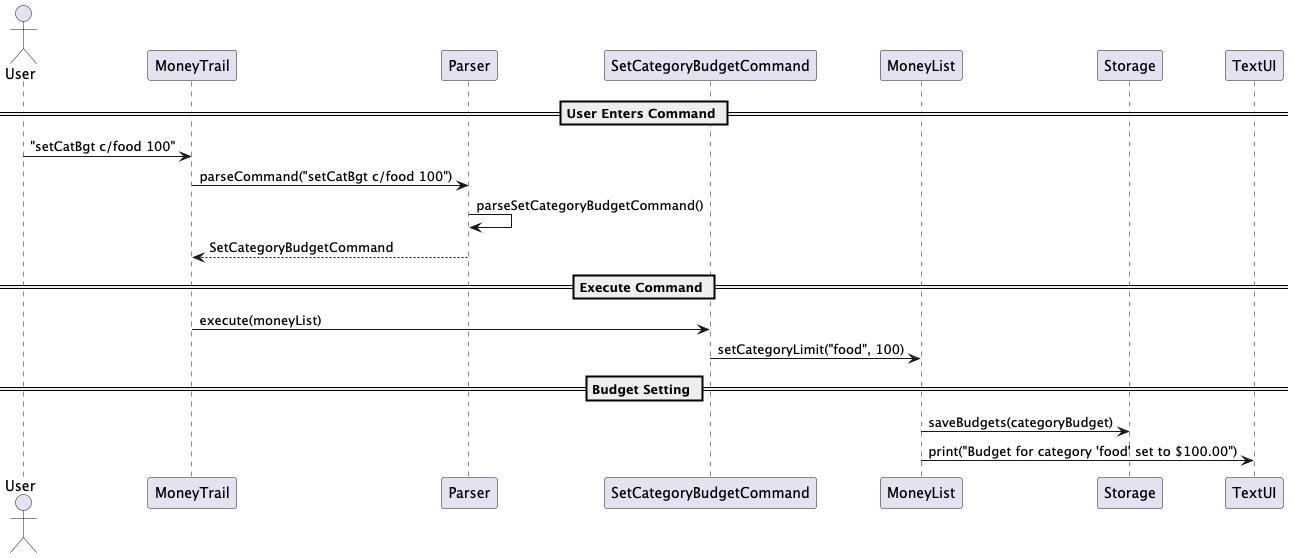 User
MoneyTrail
Parser
SetCategoryBudgetCommand
MoneyList
Storage
TextUI
User Enters Command
"setCatBgt c/food 100"
parseCommand("setCatBgt c/food 100")
parseSetCategoryBudgetCommand()
SetCategoryBudgetCommand
Execute Command
execute(moneyList)
setCategoryLimit("food", 100)
Budget Setting
saveBudgets(categoryBudget)
print("Budget for category 'food' set to $100.00")
User
MoneyTrail
Parser
SetCategoryBudgetCommand
MoneyList
Storage
TextUI